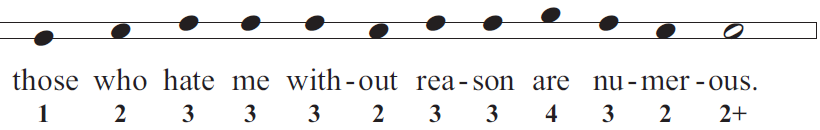 those who hate me with-out rea-son are nu-mer-ous.
1 2 3 3 3 2 3 3 4 3 2 2+